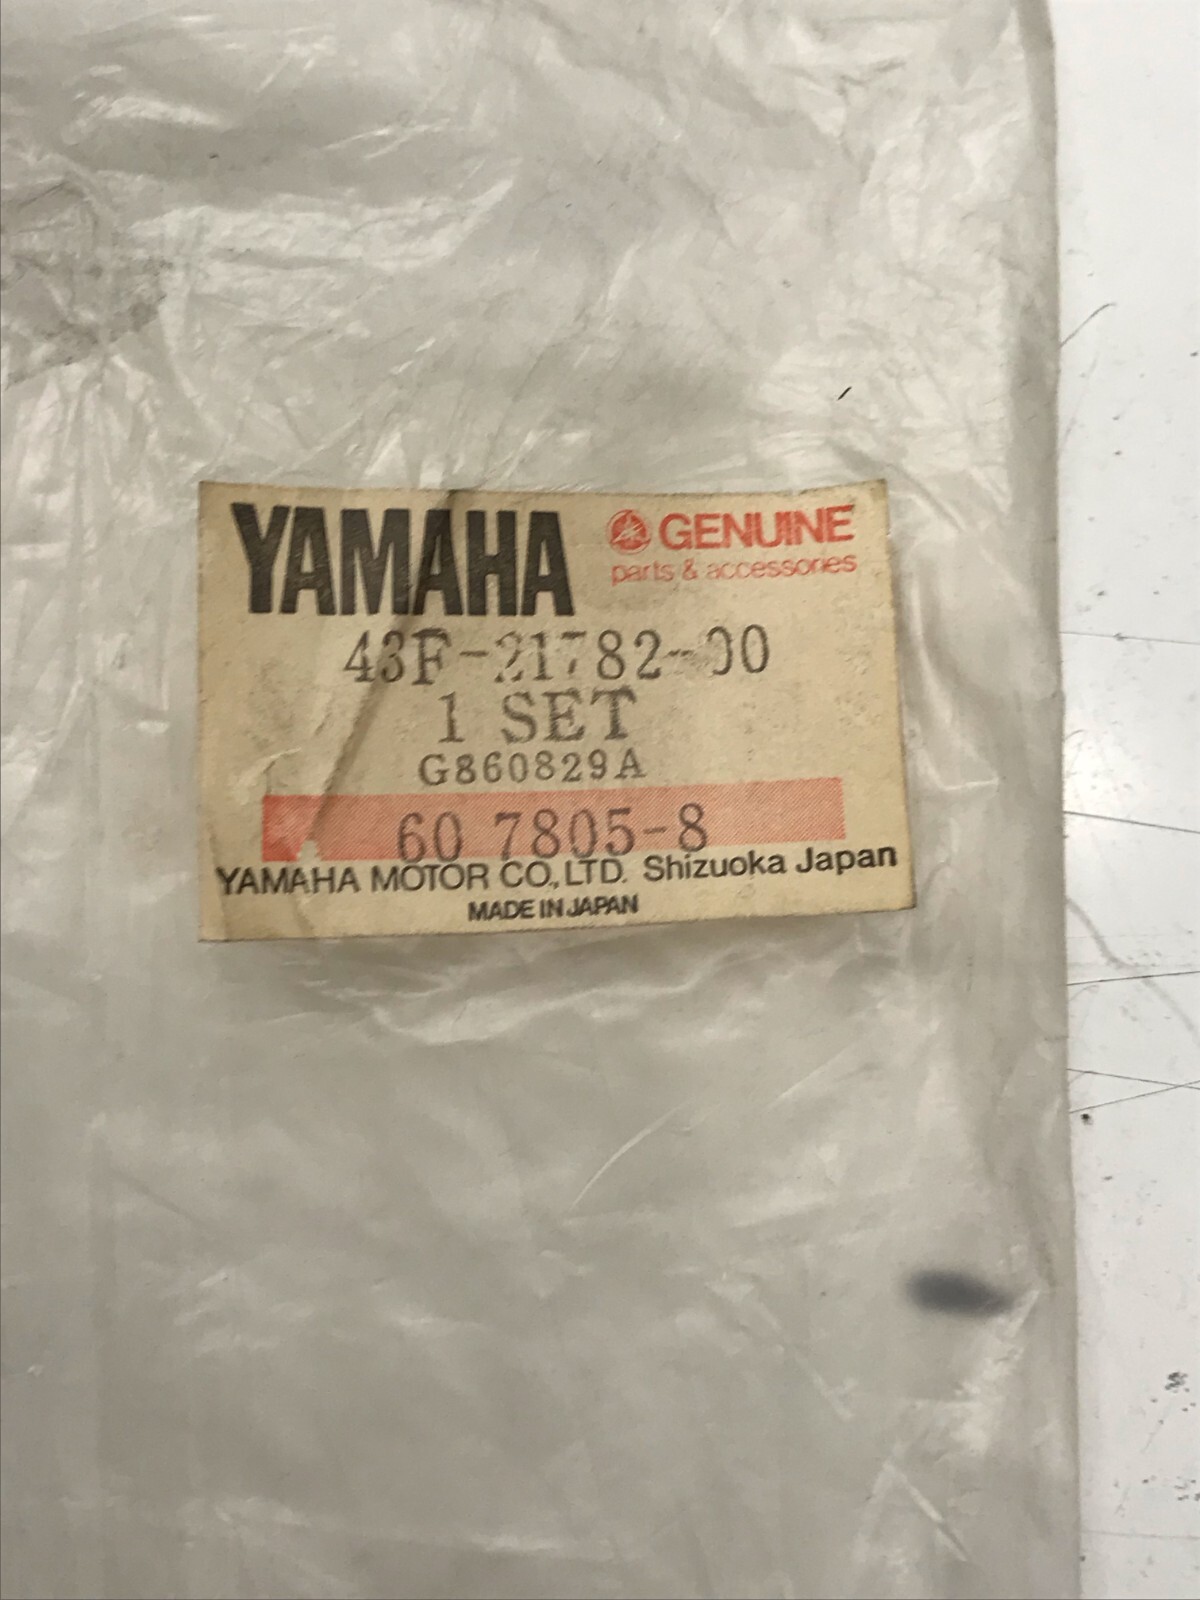 YAMAHA
GENUINE
parts & accessories
43F-21782-00
1 SET
G860829A
60 7805-8
YAMAHA MOTOR CO., LTD. Shizuoka Japan
MADE IN JAPAN